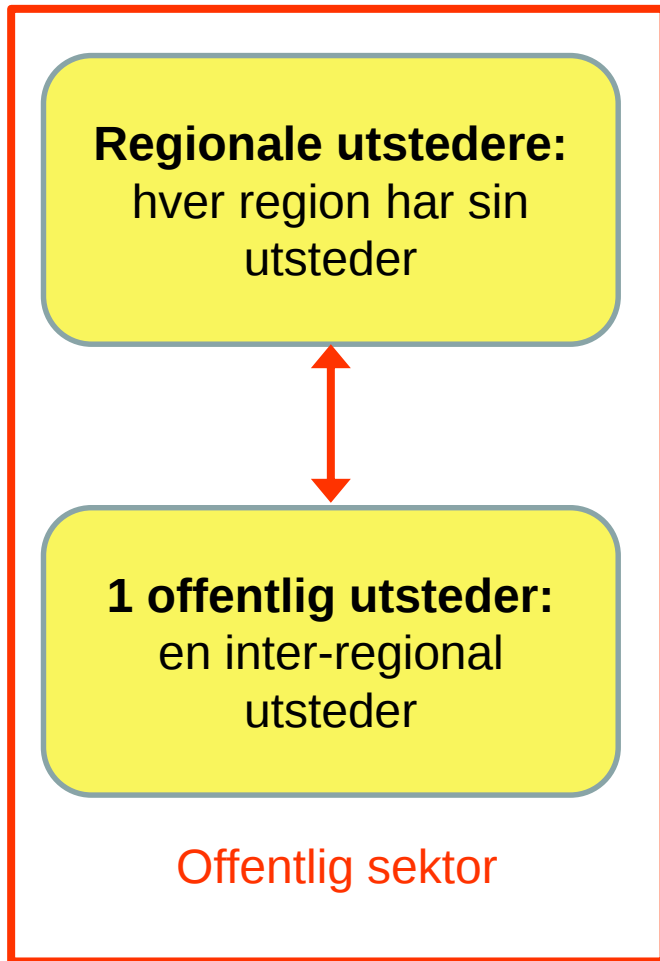 Regionale utstedere:
hver region har sin
utsteder
1 offentlig utsteder:
en inter-regional
utsteder
Offentlig sektor